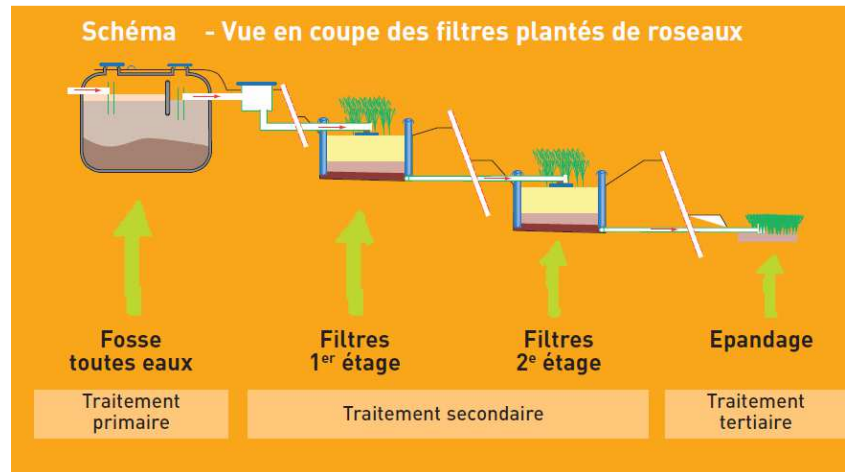 Schéma - Vue en coupe des filtres plantés de roseaux
Fosse
toutes eaux
Filtres
1er étage
Filtres
2e étage
Epandage
Traitement
primaire
Traitement secondaire
Traitement
tertiaire